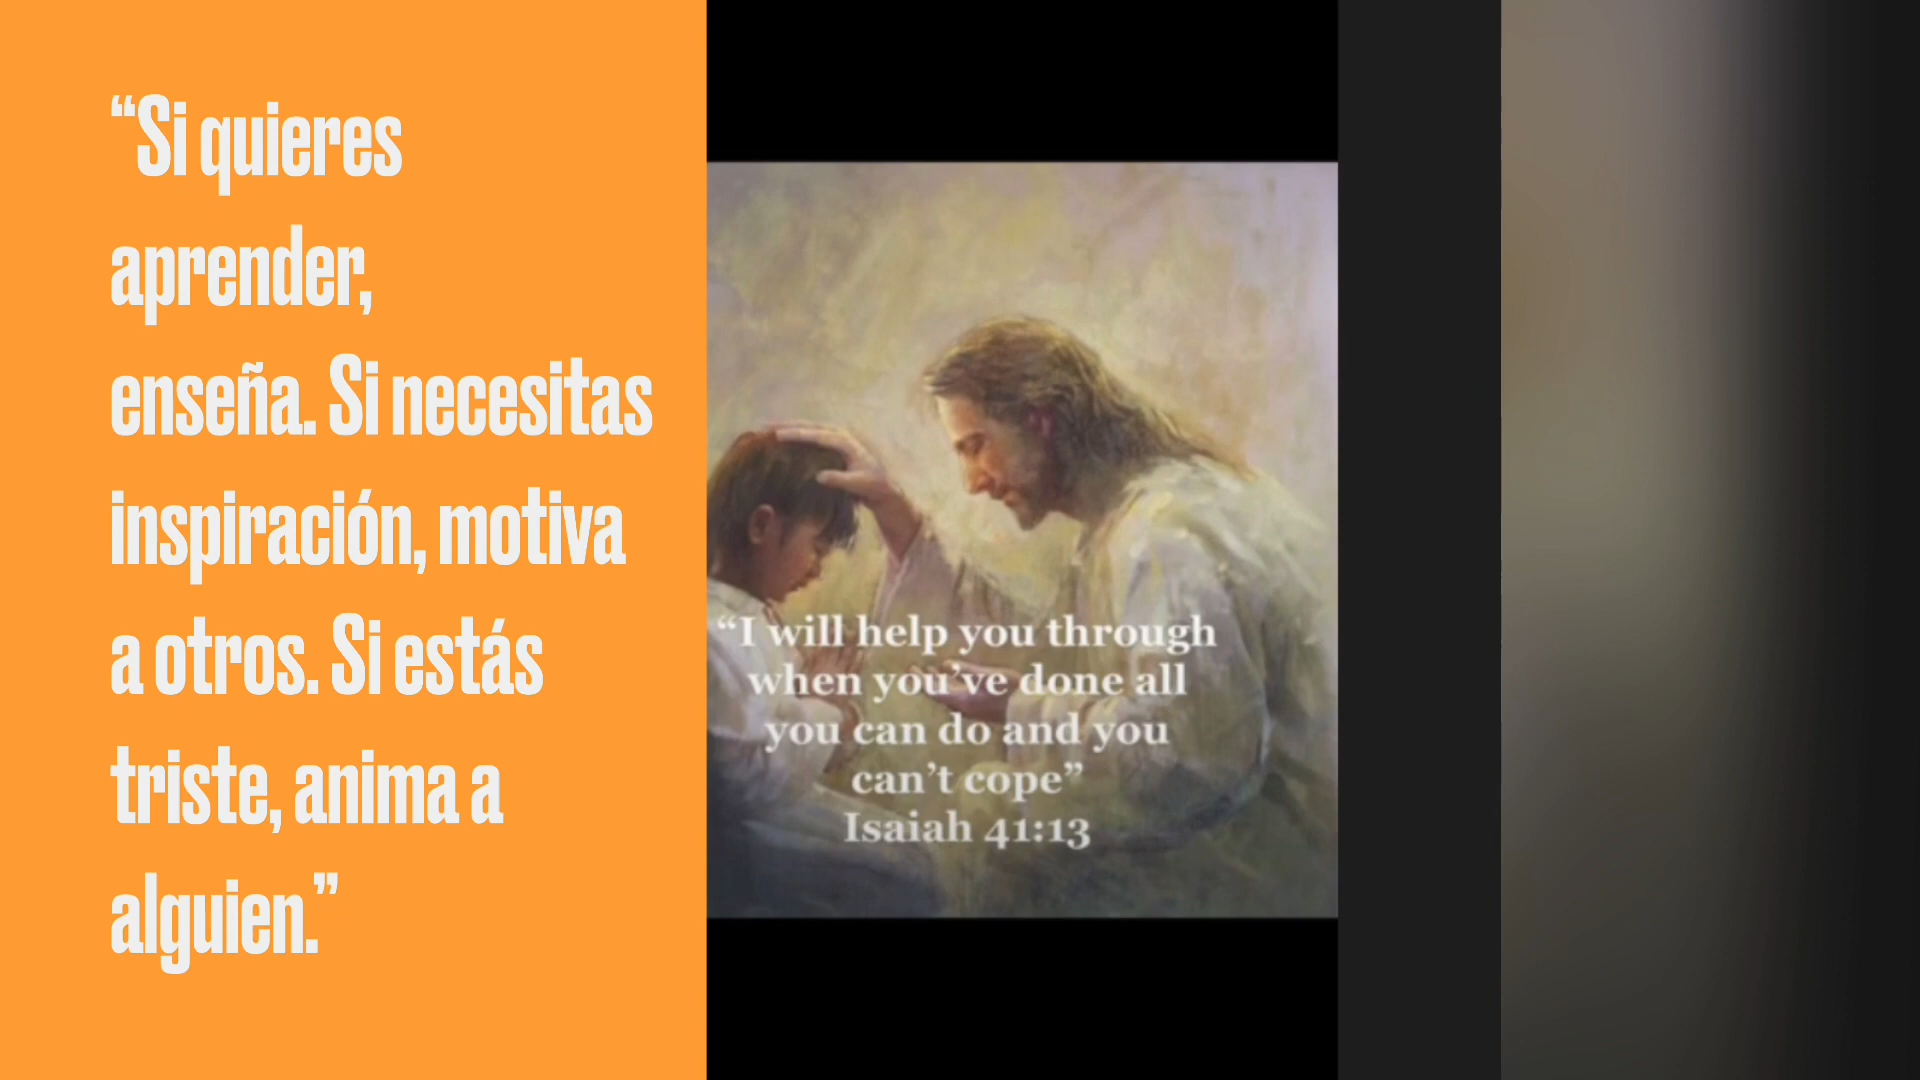 “Si quieres
aprender,
enseña. Si necesitas
inspiración, motiva
a otros. Si estás
triste, anima a
alguien.”
“I will help you through
when you’ve done all
you can do and you
can’t cope”
Isaiah 41:13